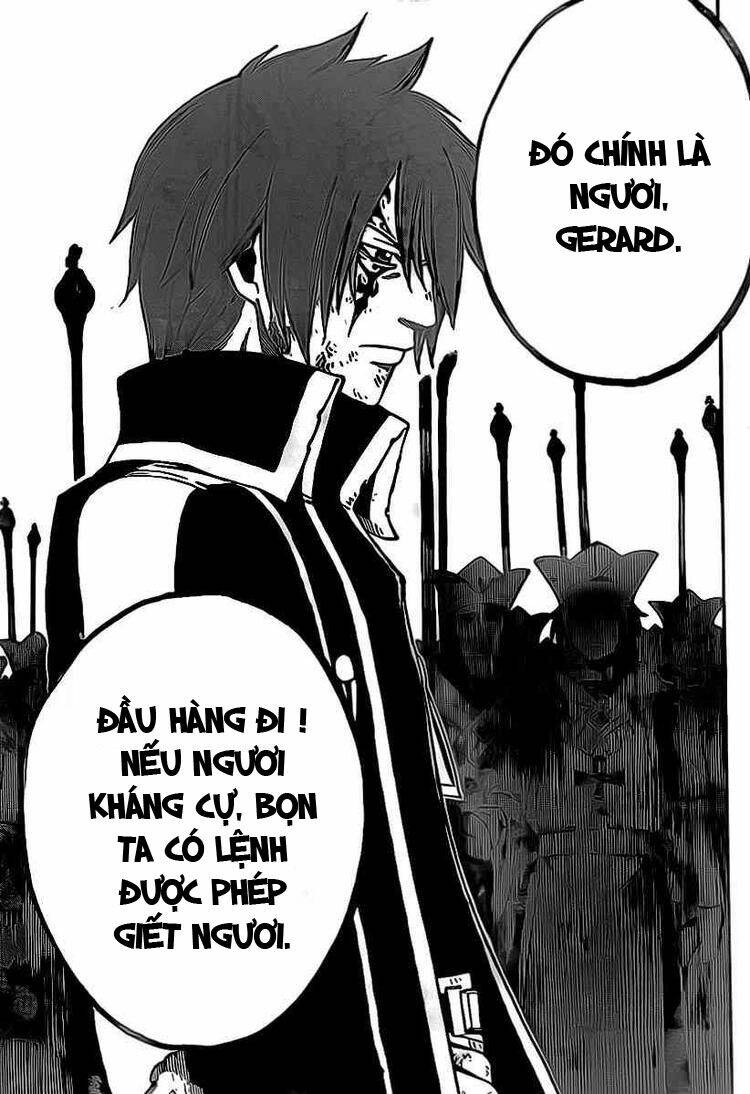 ĐÓ CHÍNH LÀ
NGƯƠI,
GERARD.
ĐẦU HÀNG ĐI !
NẾU NGƯƠI
KHÁNG CỰ, BỌN
TA CÓ LỆNH
ĐƯỢC PHÉP
GIẾT NGƯƠI.